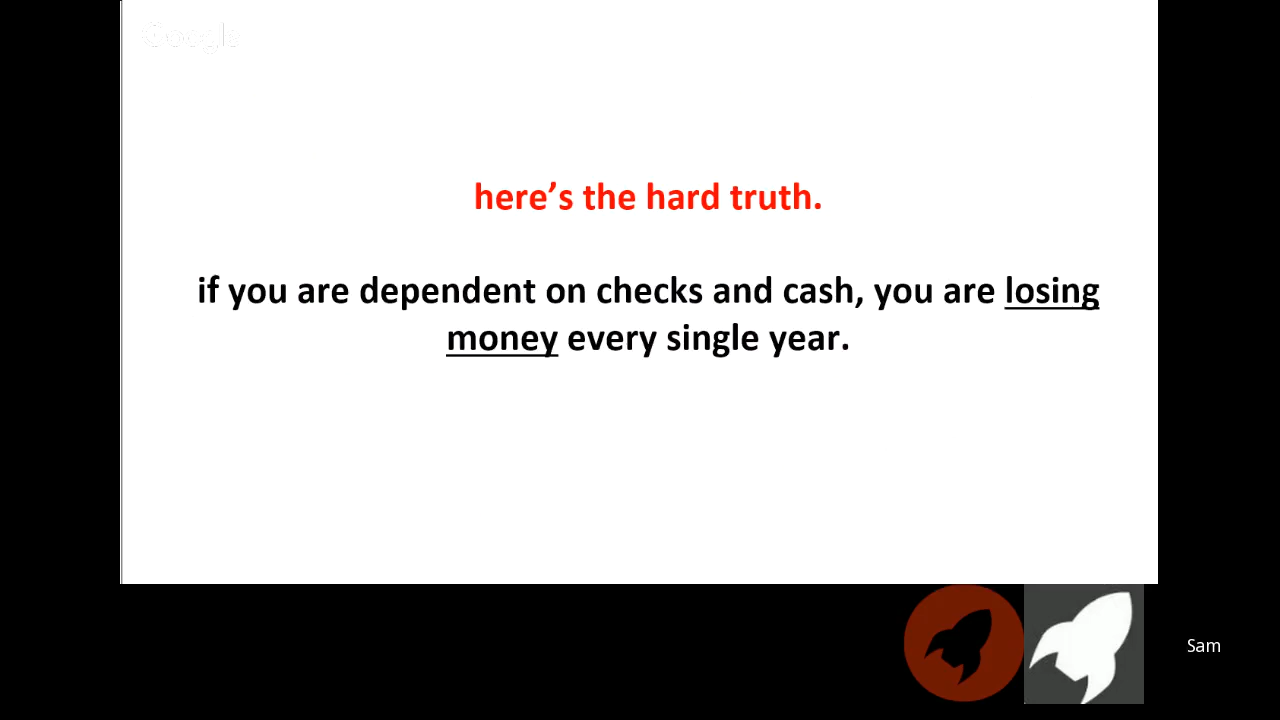 Google
here’s the hard truth.
if you are dependent on checks and cash, you are losing
money every single year.
Sam